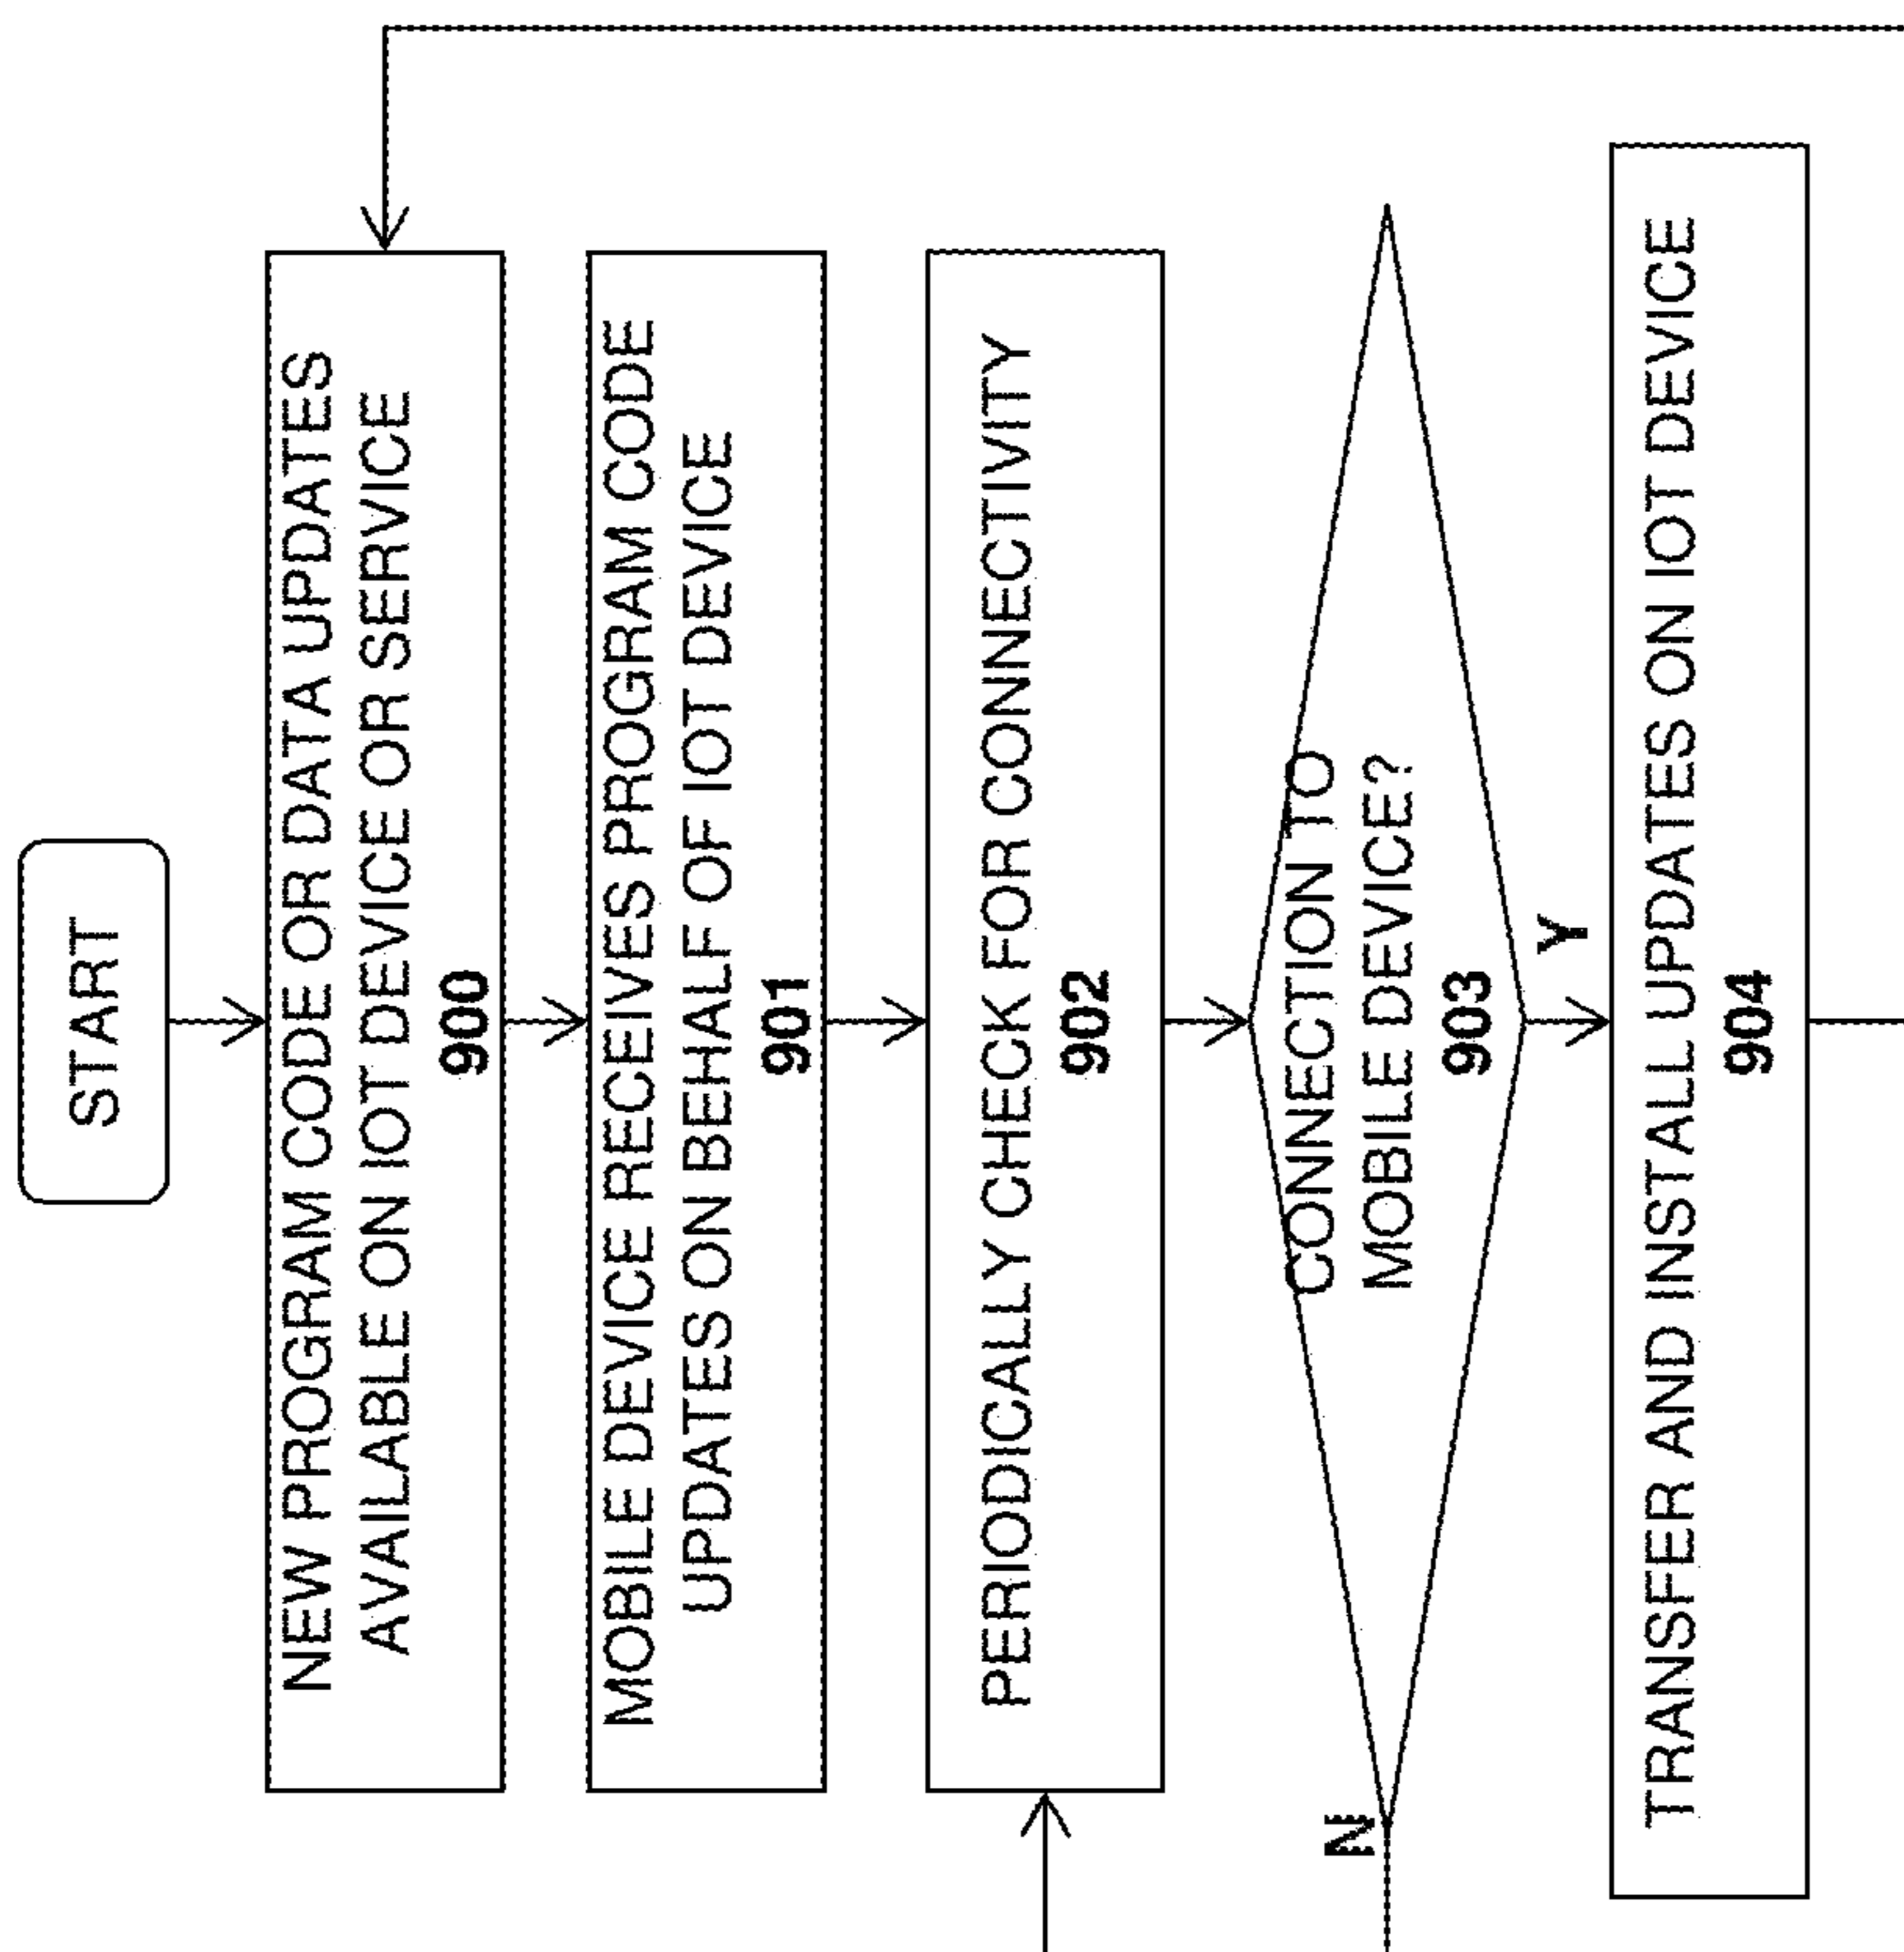 START
NEW PROGRAM CODE OR DATA UPDATES
AVAILABLE ON IOT DEVICE OR SERVICE
900
MOBILE DEVICE RECEIVES PROGRAM CODE
UPDATES ON BEHALF OF IOT DEVICE
901
PERIODICALLY CHECK FOR CONNECTIVITY
902
CONNECTION TO
MOBILE DEVICE?
903
N
Y
TRANSFER AND INSTALL UPDATES ON IOT DEVICE
904